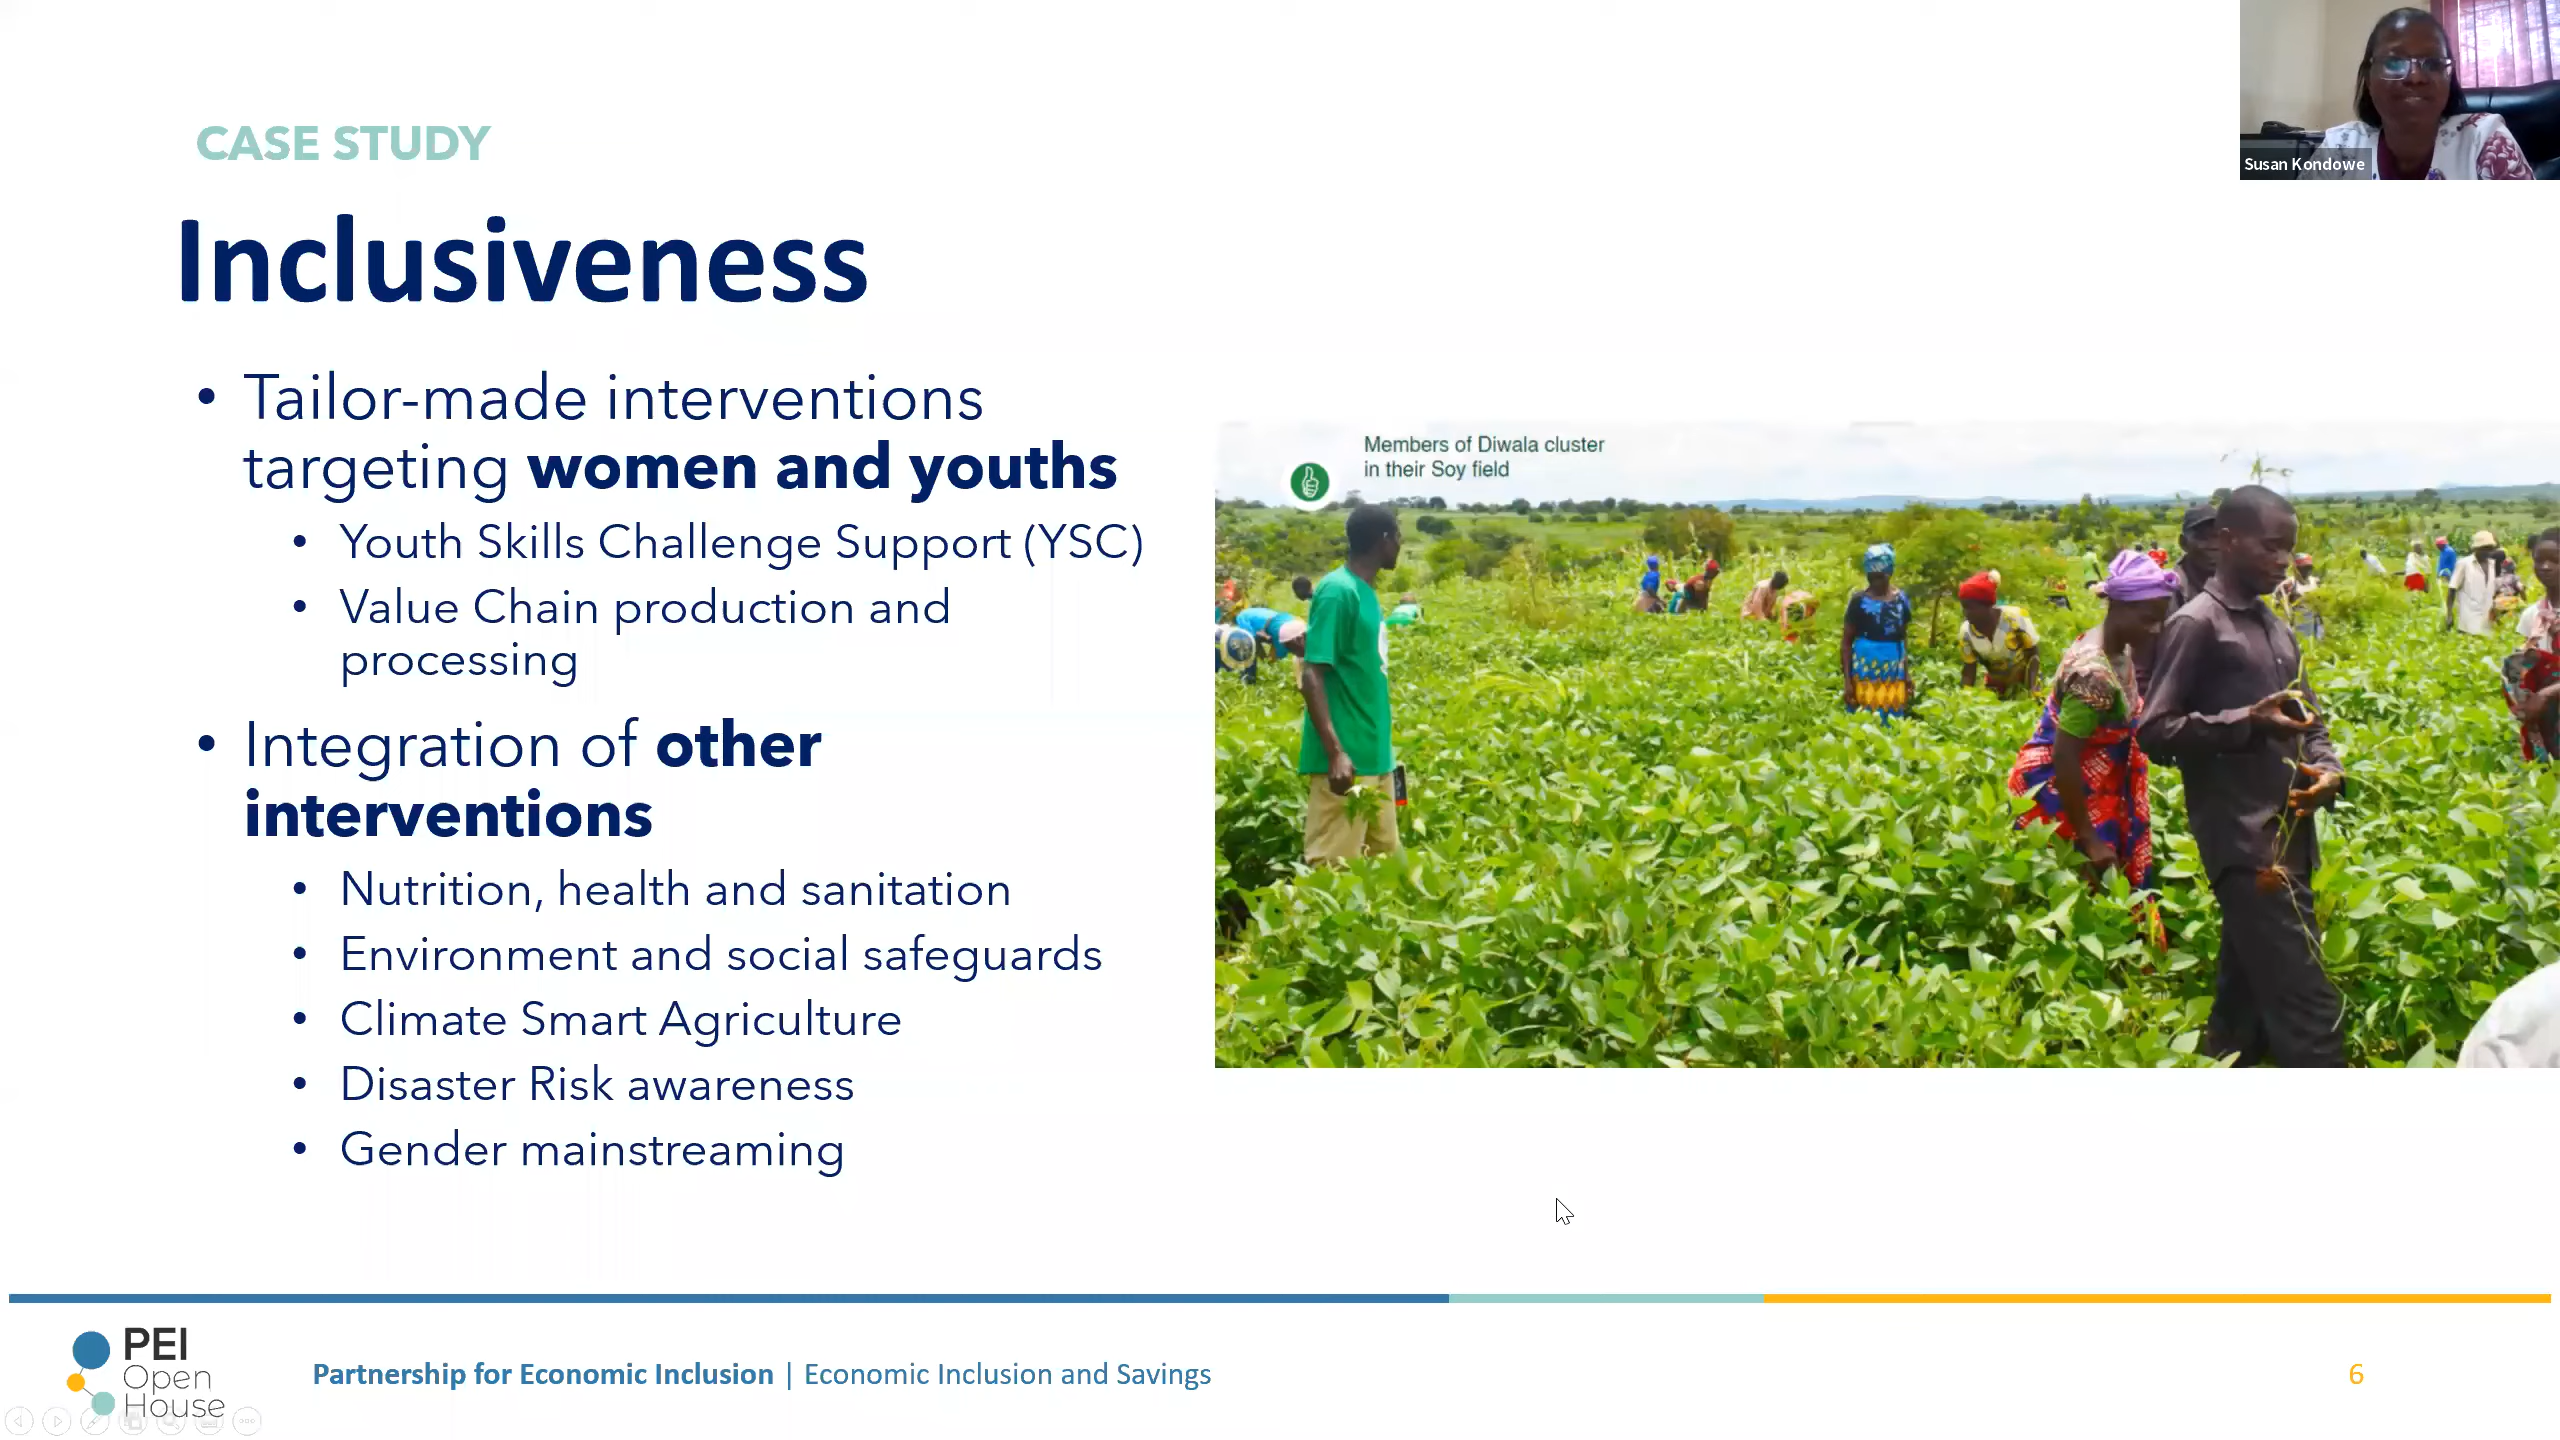 CASE STUDY
Inclusiveness
• Tailor-made interventions
targeting women and youths
• Youth Skills Challenge Support (YSC)
• Value Chain production and
processing
• Integration of other
interventions
• Nutrition, health and sanitation
• Environment and social safeguards
• Climate Smart Agriculture
• Disaster Risk awareness
• Gender mainstreaming
Susan Kondowe
Members of Diwala cluster
in their Soy field
PEI
Open
House
Partnership for Economic Inclusion | Economic Inclusion and Savings
6